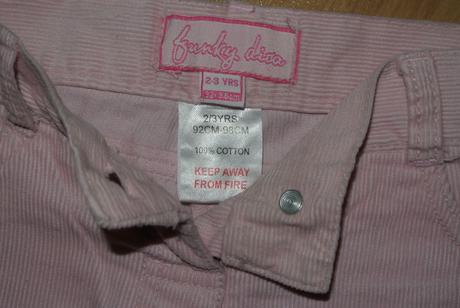 funky diva
2-3 YRS
2/3YRS
92CM-98CM
100% COTTON
KEEP AWAY
FROM FIRE